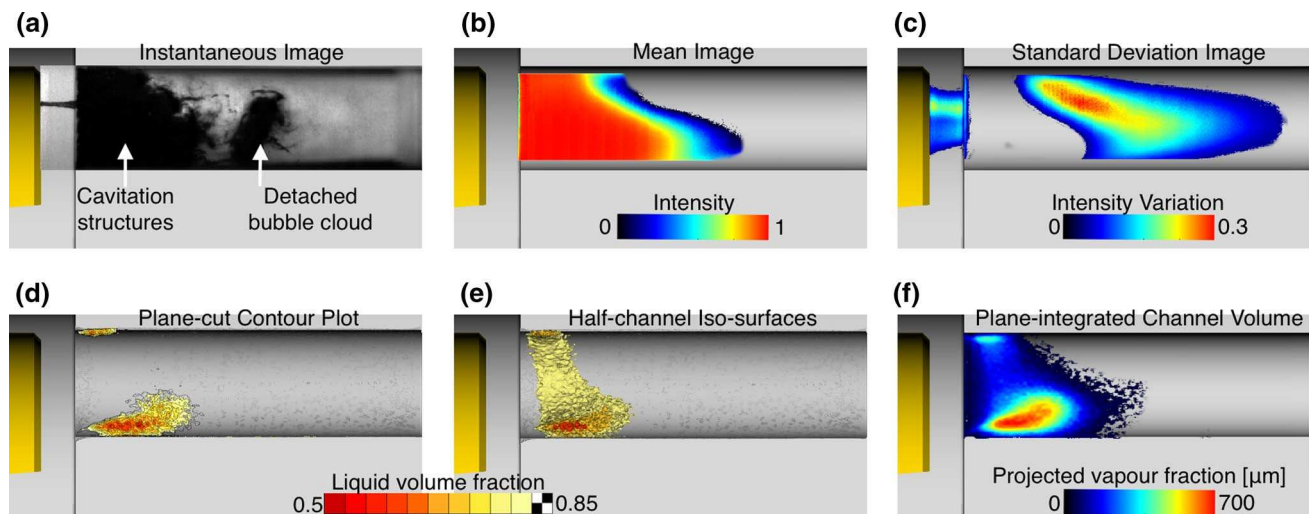 (a)
Instantaneous Image
Cavitation
structures
Detached
bubble cloud
(b)
Mean Image
Intensity
0
1
(c)
Standard Deviation Image
Intensity Variation
0
0.3
(d)
Plane-cut Contour Plot
(e)
Half-channel Iso-surfaces
Liquid volume fraction
0.5
0.85
(f)
Plane-integrated Channel Volume
Projected vapour fraction [µm]
0
700